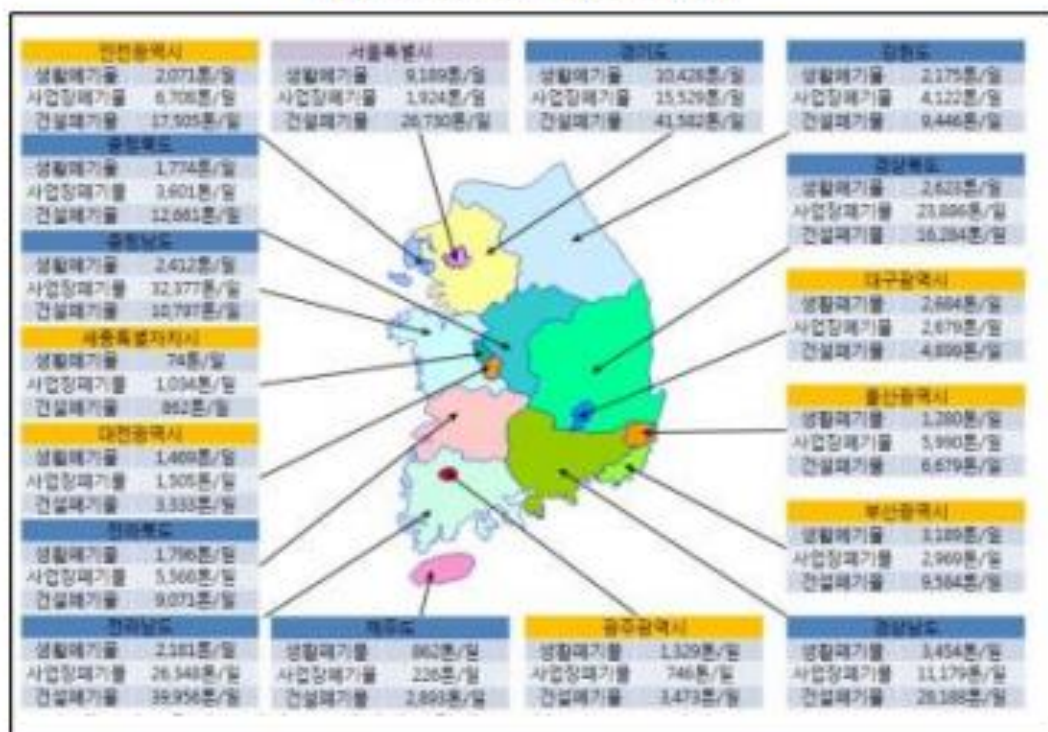 인천광역시
생활폐기물 2,071톤/일
사업장폐기물 6,706톤/일
건설폐기물 17,505톤/일
서울특별시
생활폐기물 9,189톤/일
사업장폐기물 1,924톤/일
건설폐기물 28,730톤/일
경기도
생활폐기물 10,428톤/일
사업장폐기물 15,529톤/일
건설폐기물 41,582톤/일
강원도
생활폐기물 2,175톤/일
사업장폐기물 4,122톤/일
건설폐기물 9,446톤/일
충청북도
생활폐기물 1,774톤/일
사업장폐기물 3,601톤/일
건설폐기물 12,661톤/일
경상북도
생활폐기물 2,623톤/일
사업장폐기물 23,886톤/일
건설폐기물 16,284톤/일
충청남도
생활폐기물 2,412톤/일
사업장폐기물 32,377톤/일
건설폐기물 10,797톤/일
대구광역시
생활폐기물 2,684톤/일
사업장폐기물 2,679톤/일
건설폐기물 4,899톤/일
세종특별자치시
생활폐기물 74톤/일
사업장폐기물 1,034톤/일
건설폐기물 862톤/일
울산광역시
생활폐기물 1,280톤/일
사업장폐기물 5,990톤/일
건설폐기물 6,679톤/일
대전광역시
생활폐기물 1,469톤/일
사업장폐기물 1,505톤/일
건설폐기물 3,333톤/일
부산광역시
생활폐기물 3,189톤/일
사업장폐기물 2,969톤/일
건설폐기물 9,584톤/일
전라북도
생활폐기물 1,796톤/일
사업장폐기물 5,566톤/일
건설폐기물 9,071톤/일
전라남도
생활폐기물 2,181톤/일
사업장폐기물 26,548톤/일
건설폐기물 39,956톤/일
제주도
생활폐기물 862톤/일
사업장폐기물 226톤/일
건설폐기물 2,893톤/일
광주광역시
생활폐기물 1,329톤/일
사업장폐기물 746톤/일
건설폐기물 3,473톤/일
경상남도
생활폐기물 3,454톤/일
사업장폐기물 11,179톤/일
건설폐기물 28,188톤/일